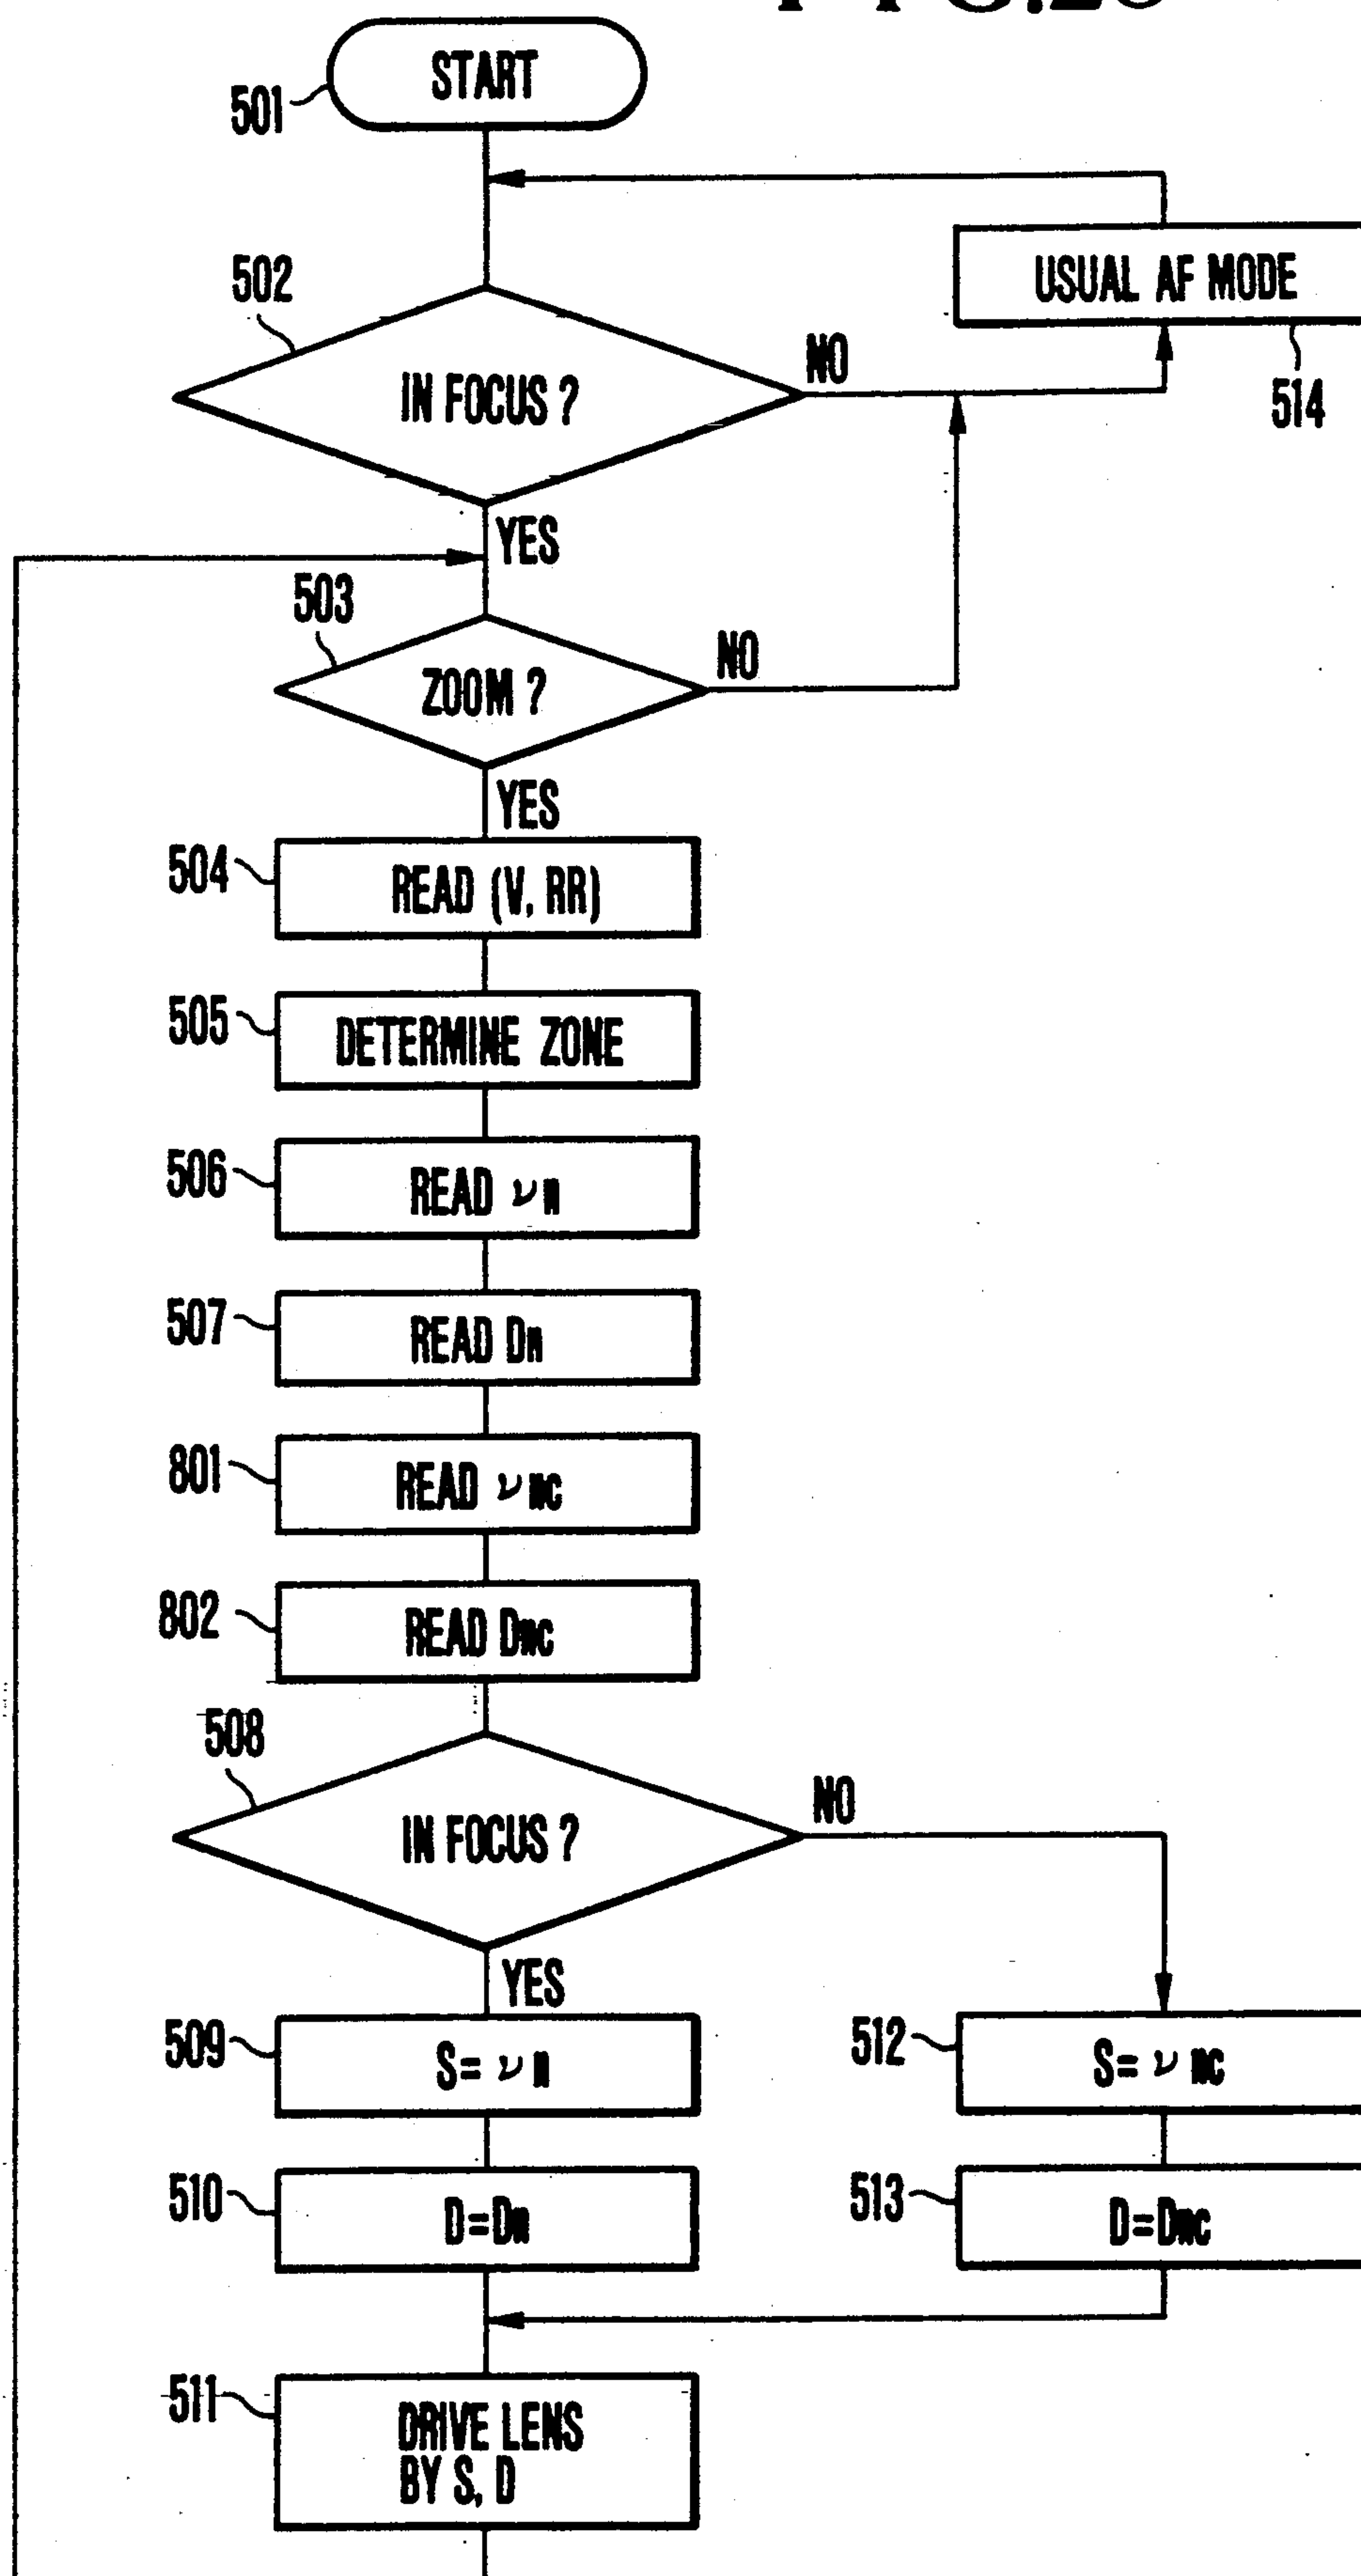 501
START
502
IN FOCUS ?
NO
USUAL AF MODE
514
YES
503
ZOOM ?
NO
YES
504
READ (V, RR)
505
DETERMINE ZONE
506
READ νn
507
READ Dn
801
READ νnc
802
READ Dnc
508
IN FOCUS ?
NO
YES
509
S= νn
512
S= νnc
510
D=Dn
513
D=Dnc
511
DRIVE LENS
BY S, D